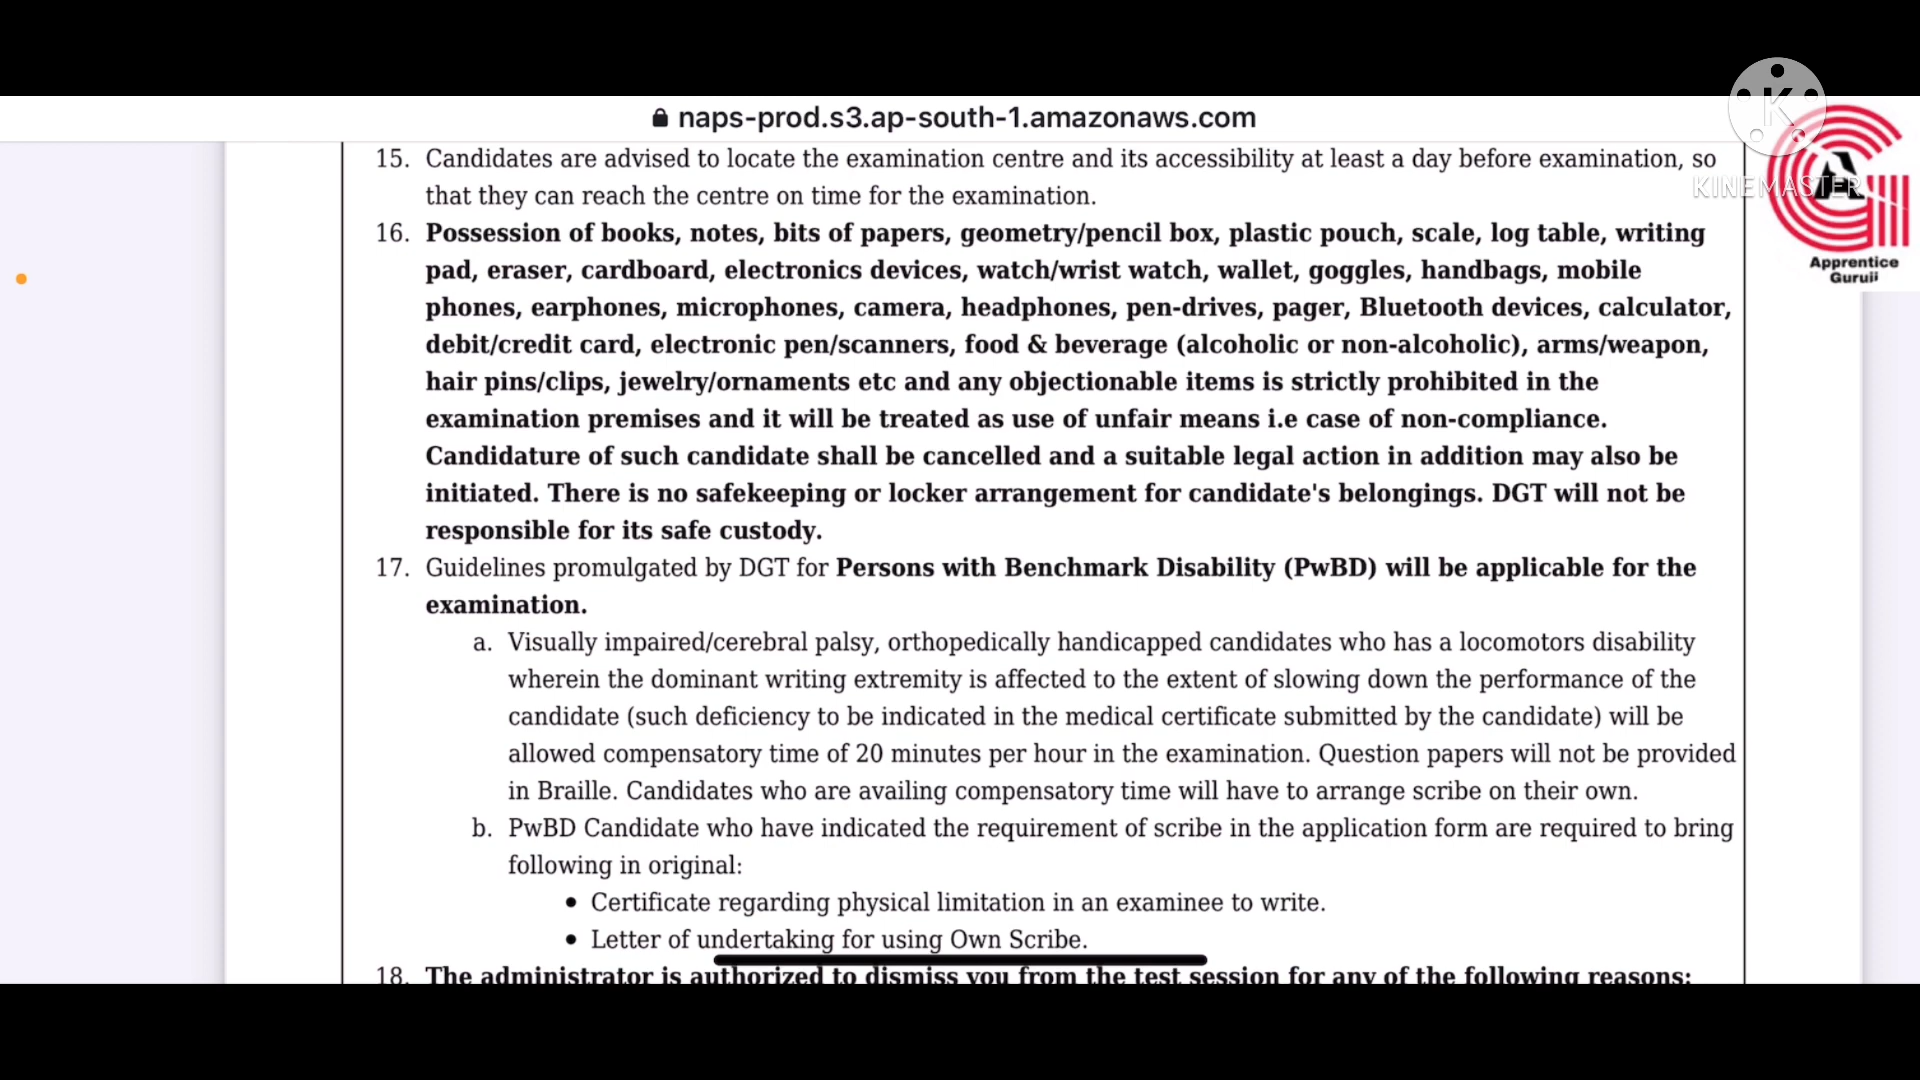 naps-prod.s3.ap-south-1.amazonaws.com
K
KINEMASTER
A
Apprentice
Guruji
15. Candidates are advised to locate the examination centre and its accessibility at least a day before examination, so
that they can reach the centre on time for the examination.
16. Possession of books, notes, bits of papers, geometry/pencil box, plastic pouch, scale, log table, writing
pad, eraser, cardboard, electronics devices, watch/wrist watch, wallet, goggles, handbags, mobile
phones, earphones, microphones, camera, headphones, pen-drives, pager, Bluetooth devices, calculator,
debit/credit card, electronic pen/scanners, food & beverage (alcoholic or non-alcoholic), arms/weapon,
hair pins/clips, jewelry/ornaments etc and any objectionable items is strictly prohibited in the
examination premises and it will be treated as use of unfair means i.e case of non-compliance.
Candidature of such candidate shall be cancelled and a suitable legal action in addition may also be
initiated. There is no safekeeping or locker arrangement for candidate's belongings. DGT will not be
responsible for its safe custody.
17. Guidelines promulgated by DGT for Persons with Benchmark Disability (PwBD) will be applicable for the
examination.
a. Visually impaired/cerebral palsy, orthopedically handicapped candidates who has a locomotors disability
wherein the dominant writing extremity is affected to the extent of slowing down the performance of the
candidate (such deficiency to be indicated in the medical certificate submitted by the candidate) will be
allowed compensatory time of 20 minutes per hour in the examination. Question papers will not be provided
in Braille. Candidates who are availing compensatory time will have to arrange scribe on their own.
b. PwBD Candidate who have indicated the requirement of scribe in the application form are required to bring
following in original:
• Certificate regarding physical limitation in an examinee to write.
• Letter of undertaking for using Own Scribe.
18. The administrator is authorized to dismiss you from the test session for any of the following reasons: